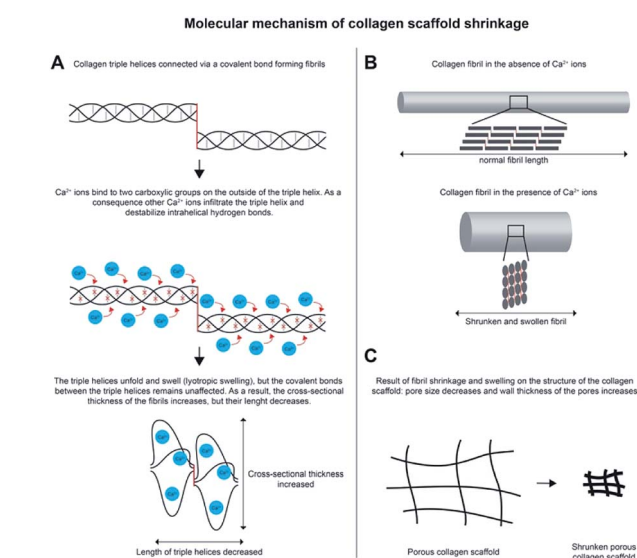 Molecular mechanism of collagen scaffold shrinkage
A
Collagen triple helices connected via a covalent bond forming fibrils
Ca²⁺ ions bind to two carboxylic groups on the outside of the triple helix. As a
consequence other Ca²⁺ ions infiltrate the triple helix and
destabilize intrahelical hydrogen bonds.
The triple helices unfold and swell (lyotropic swelling), but the covalent bonds
between the triple helices remains unaffected. As a result, the cross-sectional
thickness of the fibrils increases, but their lenght decreases.
Cross-sectional thickness
increased
Length of triple helices decreased
B
Collagen fibril in the absence of Ca²⁺ ions
normal fibril length
Collagen fibril in the presence of Ca²⁺ ions
Shrunken and swollen fibril
C
Result of fibril shrinkage and swelling on the structure of the collagen
scaffold: pore size decreases and wall thickness of the pores increases
Porous collagen scaffold
Shrunken porous
collagen scaffold